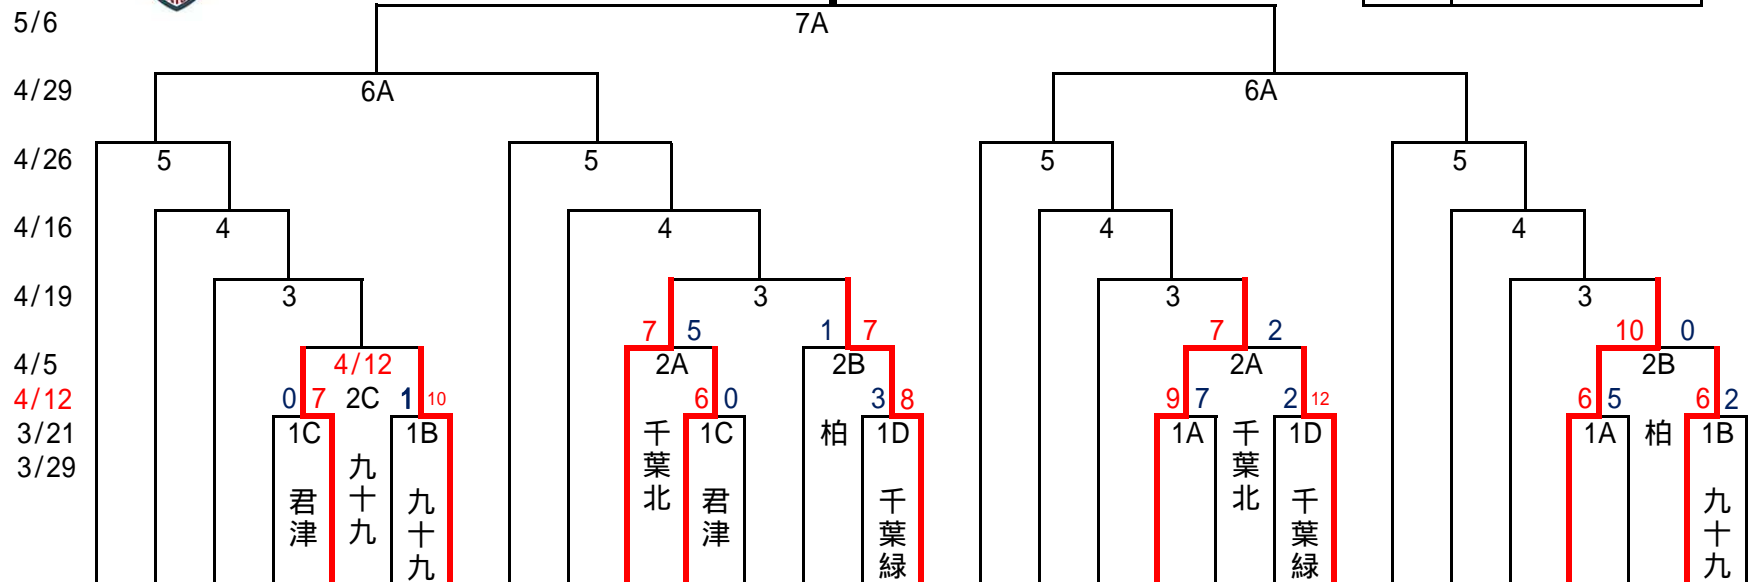 5/6 7A
4/29 6A 6A
4/26 5 5 5 5
4/16 4 4 4 4
4/19 3 3 3 3
7 5 1 7 7 2 10 0
4/5 4/12 2A 2B 2A 2B
4/12 0 7 2C 1 10 6 0 3 8 9 7 2 12 6 5 6 2
3/21 1C 1B 1C 1D 1A 1D 1A 1B
3/29
君津
九十九
九十九
千葉北
君津
柏
千葉緑
千葉北
千葉緑
柏
九十九